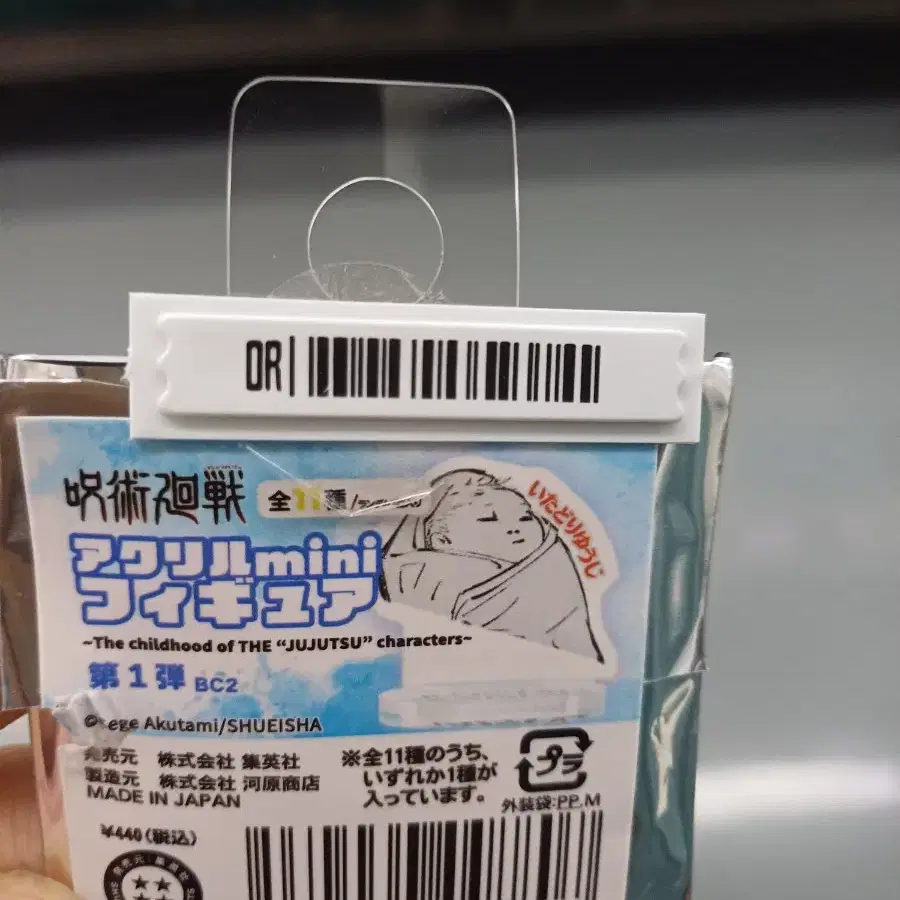 DR
呪術廻戦
全11種
いたどりゆうじ
アクリルmini
フィギュア
~The childhood of THE “JUJUTSU” characters~
第1弾 BC2
Akutami/SHUEISHA
発売元 株式会社 集英社
製造元 株式会社 河原商店
MADE IN JAPAN
※全11種のうち、
いずれか1種が
入っています。
プラ
外装袋:PP,M
¥440(税込)